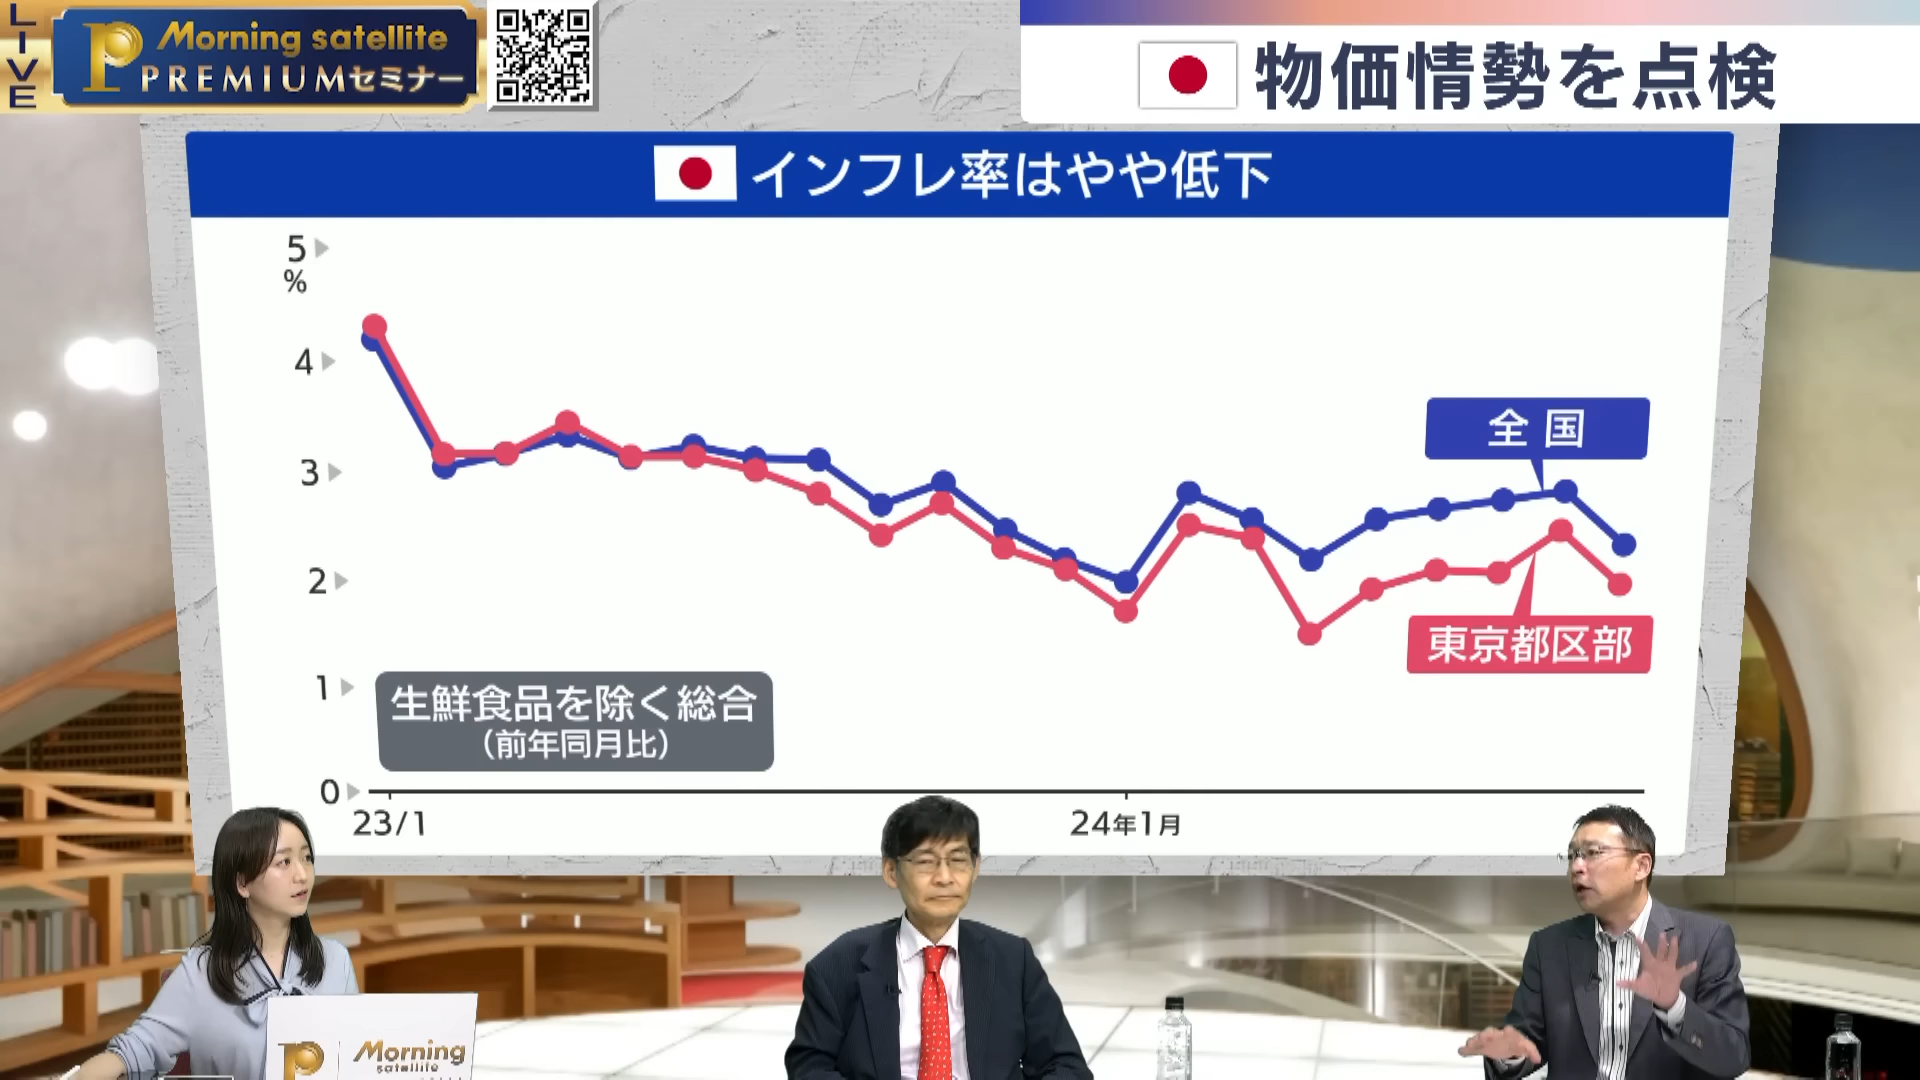 LIVE
Morning satellite
PREMIUMセミナー
物価情勢を点検
インフレ率はやや低下
5
%
4
3
2
1
0
全国
東京都区部
生鮮食品を除く総合
（前年同月比）
23/1
24年1月
P Morning
satellite